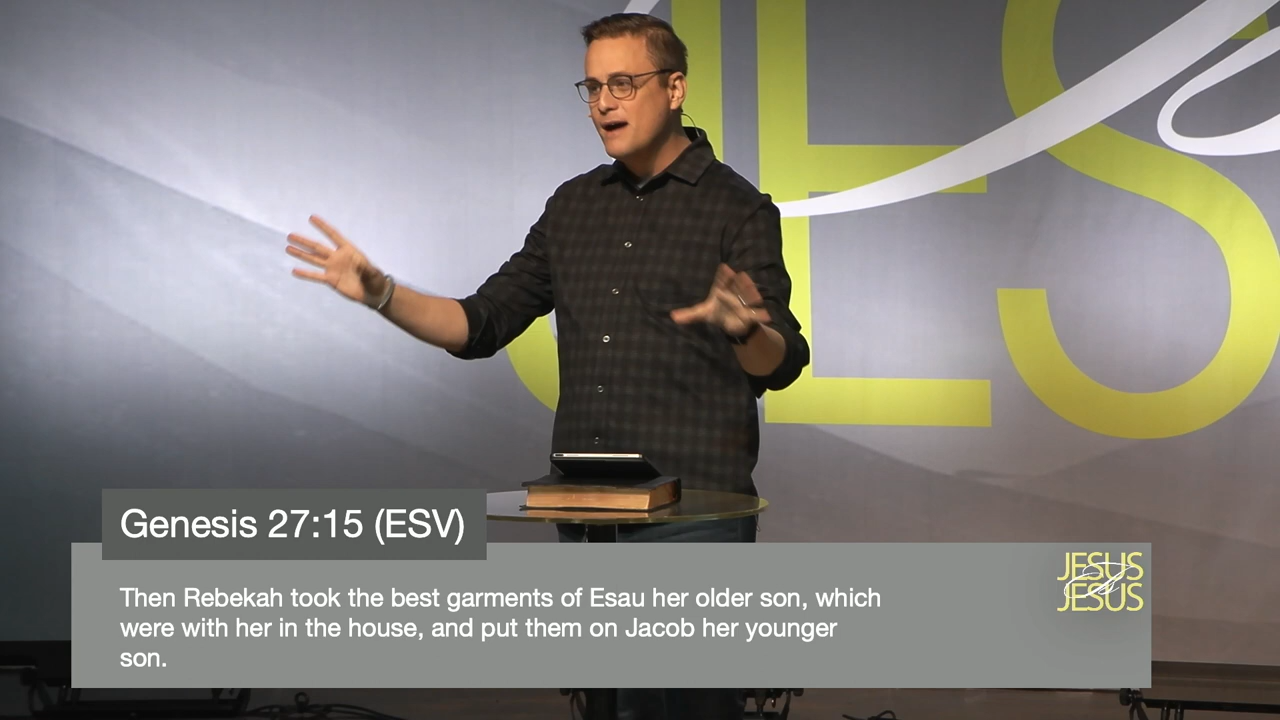 JES
&
Genesis 27:15 (ESV)
JESUS
&
JESUS
Then Rebekah took the best garments of Esau her older son, which
were with her in the house, and put them on Jacob her younger
son.